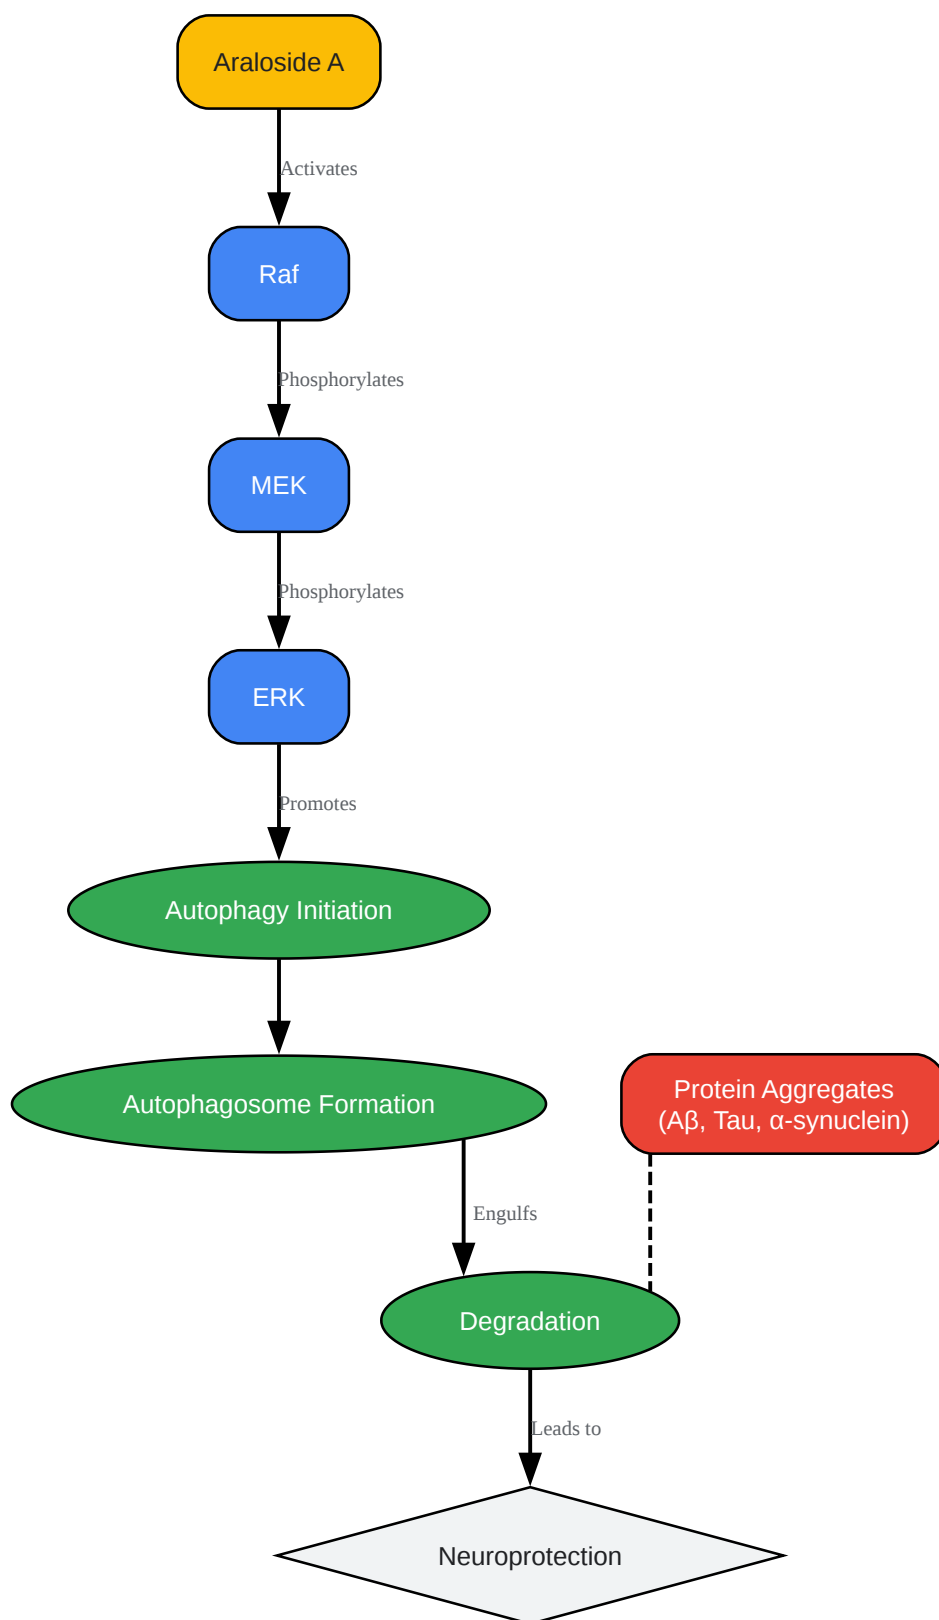 Araloside A
Activates
Raf
Phosphorylates
MEK
Phosphorylates
ERK
Promotes
Autophagy Initiation
Autophagosome Formation
Protein Aggregates
(Aβ, Tau, α-synuclein)
Engulfs
Degradation
Leads to
Neuroprotection